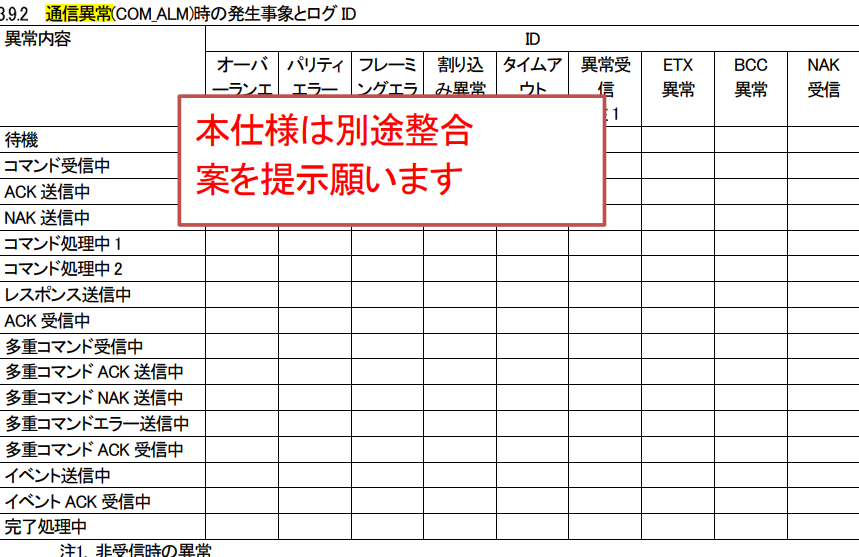 3.9.2 通信異常(COM_ALM)時の発生事象とログ ID
異常内容
ID
オーバ
ーランエ
パリティ
エラー
フレーミ
ングエラ
割り込
み異常
タイムア
ウト
異常受
信
1
ETX
異常
BCC
異常
NAK
受信
本仕様は別途整合
案を提示願います
待機
コマンド受信中
ACK 送信中
NAK 送信中
コマンド処理中 1
コマンド処理中 2
レスポンス送信中
ACK 受信中
多重コマンド受信中
多重コマンド ACK 送信中
多重コマンド NAK 送信中
多重コマンドエラー送信中
多重コマンド ACK 受信中
イベント送信中
イベント ACK 受信中
完了処理中
注1. 非受信時の異常